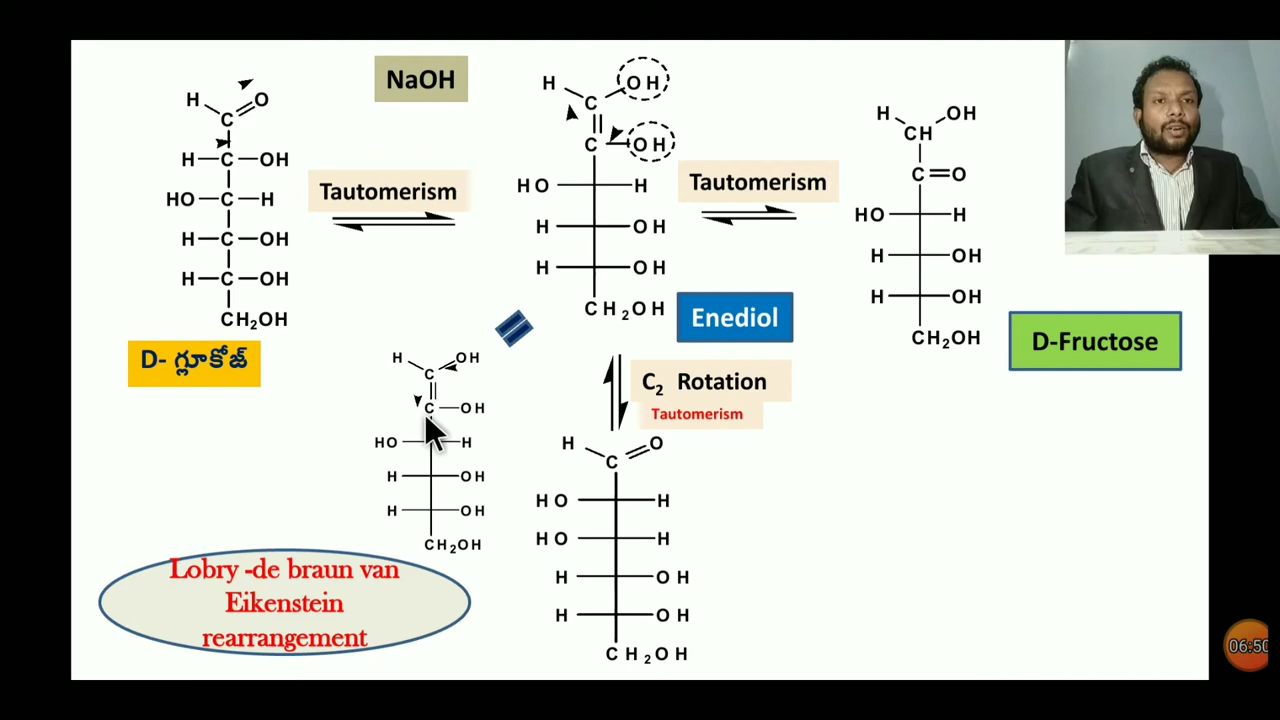 NaOH
H O
C
H C OH
HO C H
H C OH
H C OH
CH2OH
D- గ్లూకోజ్
Tautomerism
H OH
C
C OH
HO H
H OH
H OH
CH2OH
Enediol
Tautomerism
H OH
CH
C=O
HO H
H OH
H OH
CH2OH
D-Fructose
H OH
C
C OH
HO H
H OH
H OH
CH2OH
C2 Rotation
Tautomerism
H O
C
HO H
HO H
H OH
H OH
CH2OH
Lobry -de braun van
Eikenstein
rearrangement
06:50